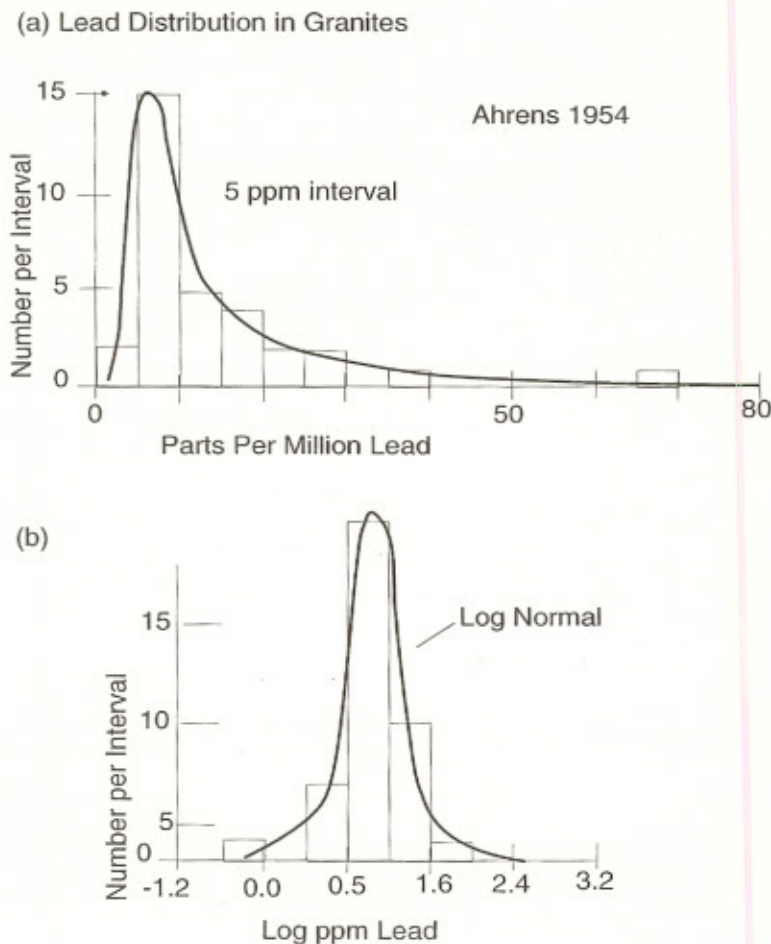 (a) Lead Distribution in Granites
15
Ahrens 1954
10
5 ppm interval
5
0
Number per Interval
0
50
80
Parts Per Million Lead
(b)
Log Normal
15
10
5
0
Number per Interval
-1.2
0.0
0.5
1.6
2.4
3.2
Log ppm Lead